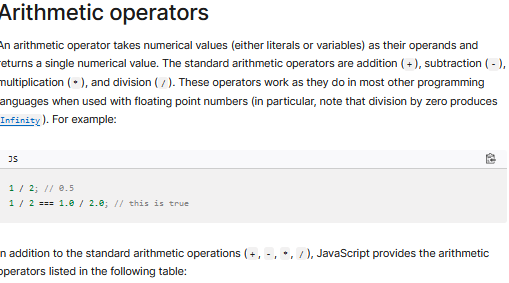 Arithmetic operators
An arithmetic operator takes numerical values (either literals or variables) as their operands and
returns a single numerical value. The standard arithmetic operators are addition (+), subtraction (-),
multiplication (*), and division (/). These operators work as they do in most other programming
languages when used with floating point numbers (in particular, note that division by zero produces
Infinity). For example:
JS
1 / 2; // 0.5
1 / 2 === 1.0 / 2.0; // this is true
In addition to the standard arithmetic operations (+, -, *, /), JavaScript provides the arithmetic
operators listed in the following table: